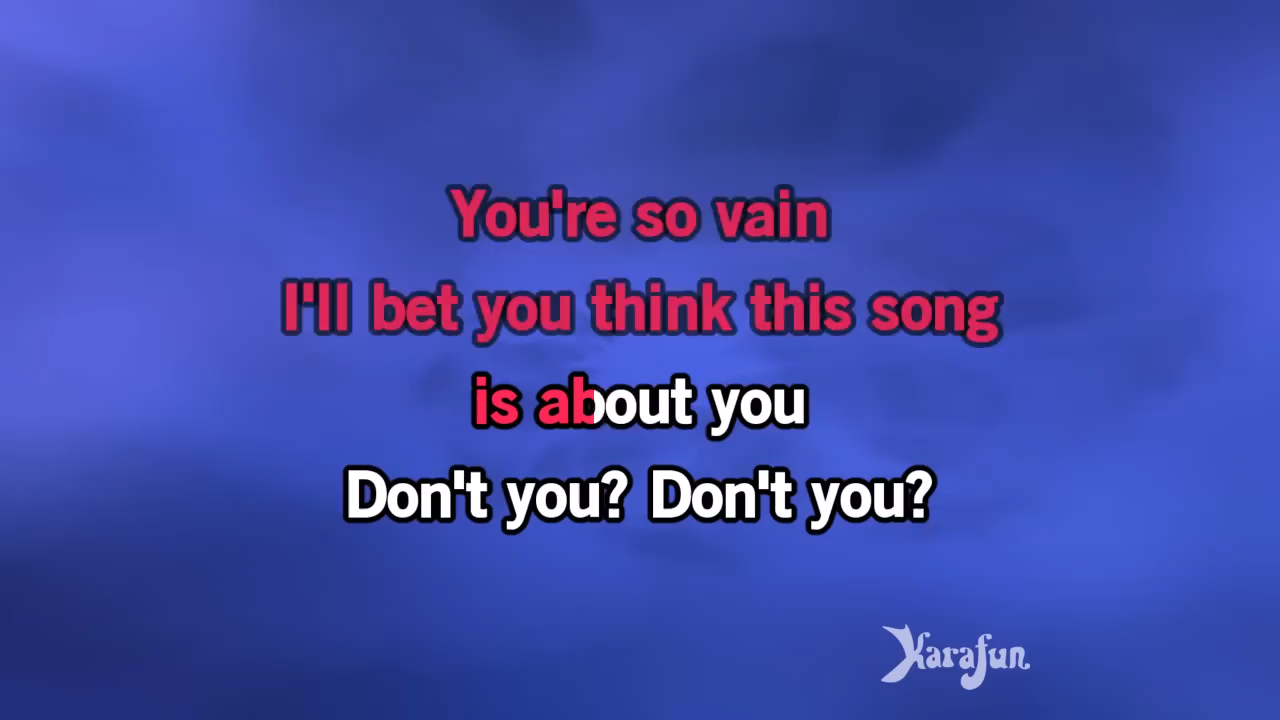 You're so vain
I'll bet you think this song
is about you
Don't you? Don't you?
Karafun